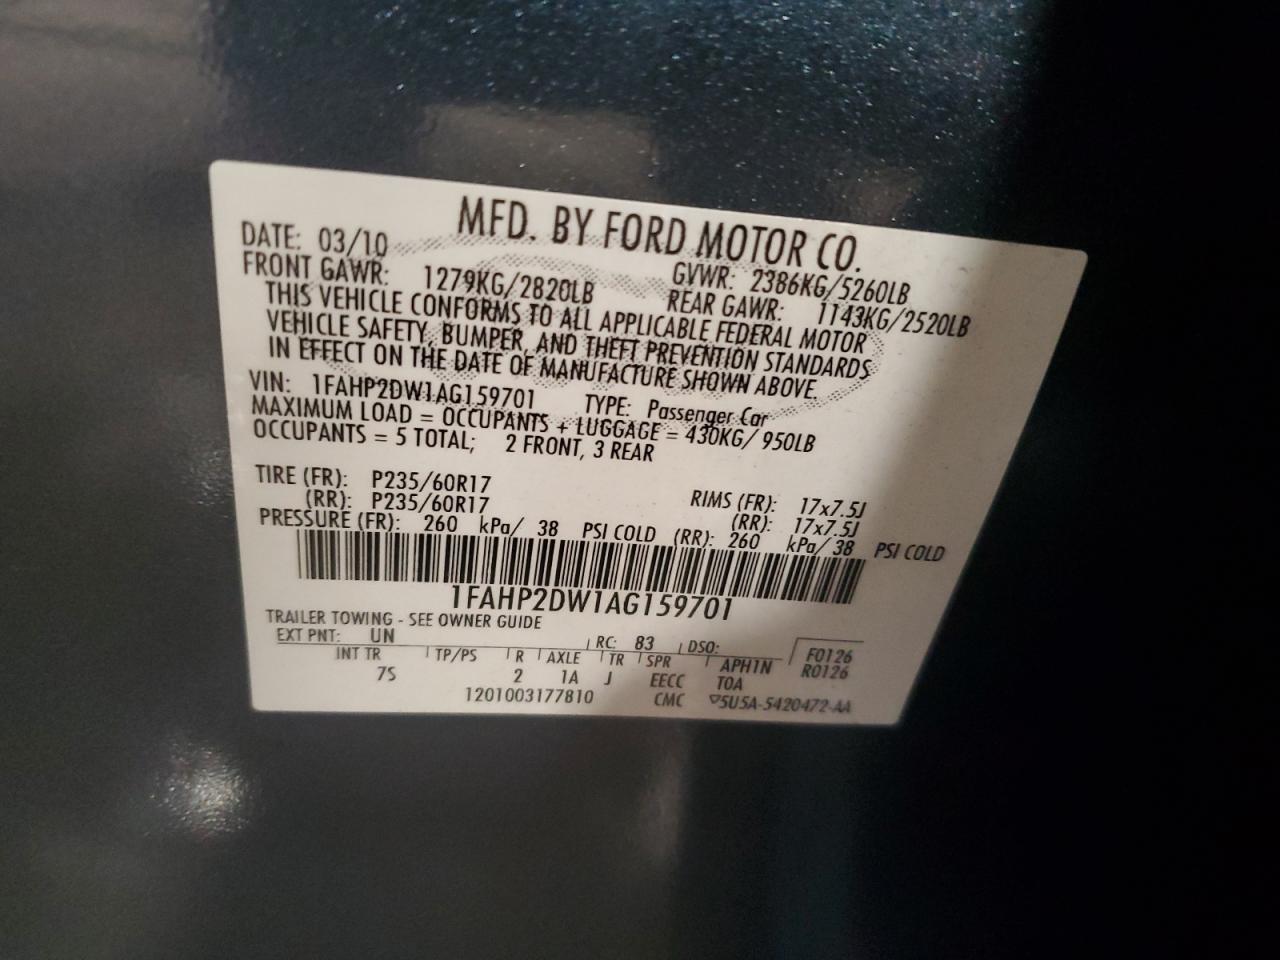 MFD. BY FORD MOTOR CO.
DATE: 03/10 GVWR: 2386KG/5260LB
FRONT GAWR: 1279KG/2820LB REAR GAWR: 1143KG/2520LB
THIS VEHICLE CONFORMS TO ALL APPLICABLE FEDERAL MOTOR
VEHICLE SAFETY, BUMPER, AND THEFT PREVENTION STANDARDS
IN EFFECT ON THE DATE OF MANUFACTURE SHOWN ABOVE.
VIN: 1FAHP2DW1AG159701 TYPE: Passenger Car
MAXIMUM LOAD = OCCUPANTS + LUGGAGE = 430KG/ 950LB
OCCUPANTS = 5 TOTAL; 2 FRONT, 3 REAR
TIRE (FR): P235/60R17 RIMS (FR): 17x7.5J
(RR): P235/60R17 (RR): 17x7.5J
PRESSURE (FR): 260 kPa/ 38 PSI COLD (RR): 260 kPa/ 38 PSI COLD
1FAHP2DW1AG159701
TRAILER TOWING - SEE OWNER GUIDE
EXT PNT: UN RC: 83 DSO: F0126
INT TR TP/PS R AXLE TR SPR APH1N R0126
7S 2 1A J EECC TOA
1201003177810 CMC ▽5U5A-5420472-AA